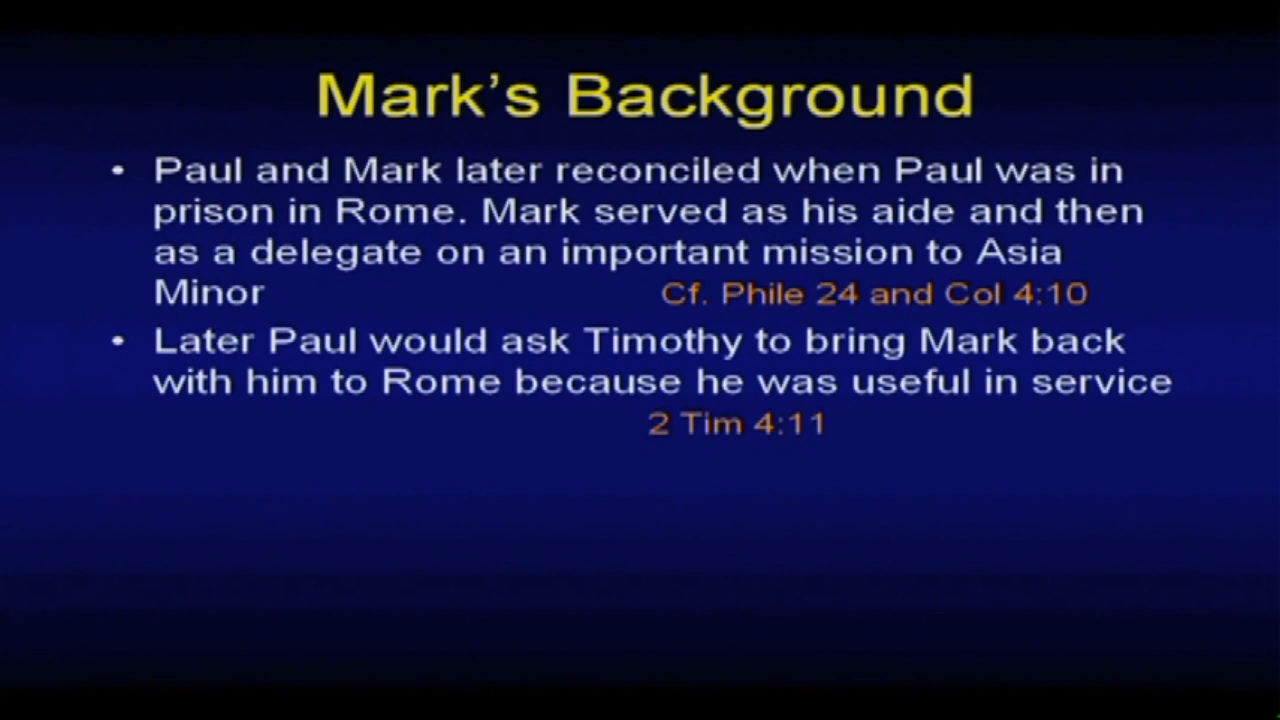 Mark's Background
• Paul and Mark later reconciled when Paul was in
prison in Rome. Mark served as his aide and then
as a delegate on an important mission to Asia
Minor Cf. Phile 24 and Col 4:10
• Later Paul would ask Timothy to bring Mark back
with him to Rome because he was useful in service
2 Tim 4:11